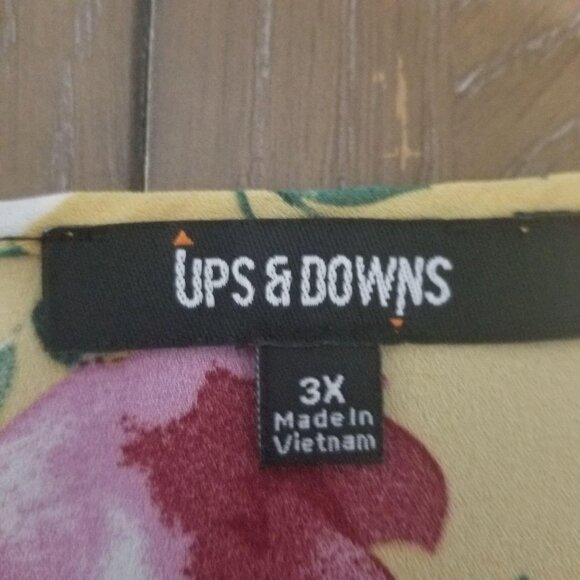 UPS & DOWNS
3X
Made In
Vietnam